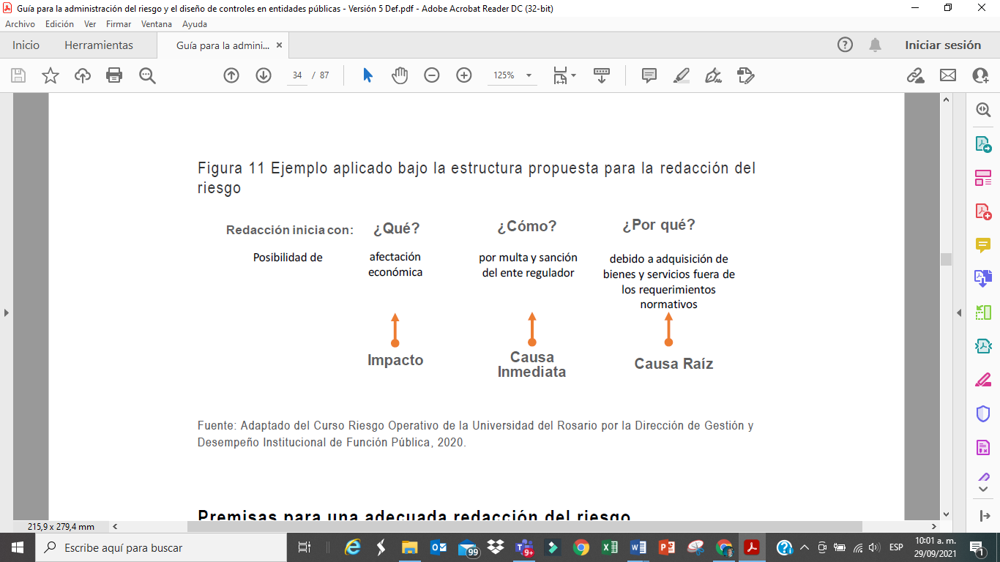 Guía para la administración del riesgo y el diseño de controles en entidades públicas - Versión 5 Def.pdf - Adobe Acrobat Reader DC (32-bit)
Archivo Edición Ver Firmar Ventana Ayuda
Inicio Herramientas Guía para la admini... Iniciar sesión
34 / 87 125%
Figura 11 Ejemplo aplicado bajo la estructura propuesta para la redacción del
riesgo
Redacción inicia con: ¿Qué? ¿Cómo? ¿Por qué?
Posibilidad de
afectación
económica
por multa y sanción
del ente regulador
debido a adquisición de
bienes y servicios fuera de
los requerimientos
normativos
Impacto
Causa
Inmediata
Causa Raíz
Fuente: Adaptado del Curso Riesgo Operativo de la Universidad del Rosario por la Dirección de Gestión y
Desempeño Institucional de Función Pública, 2020.
Premisas para una adecuada redacción del riesgo
215,9 x 279,4 mm
Escribe aquí para buscar
99
9+
ESP
10:01 a. m.
29/09/2021
1